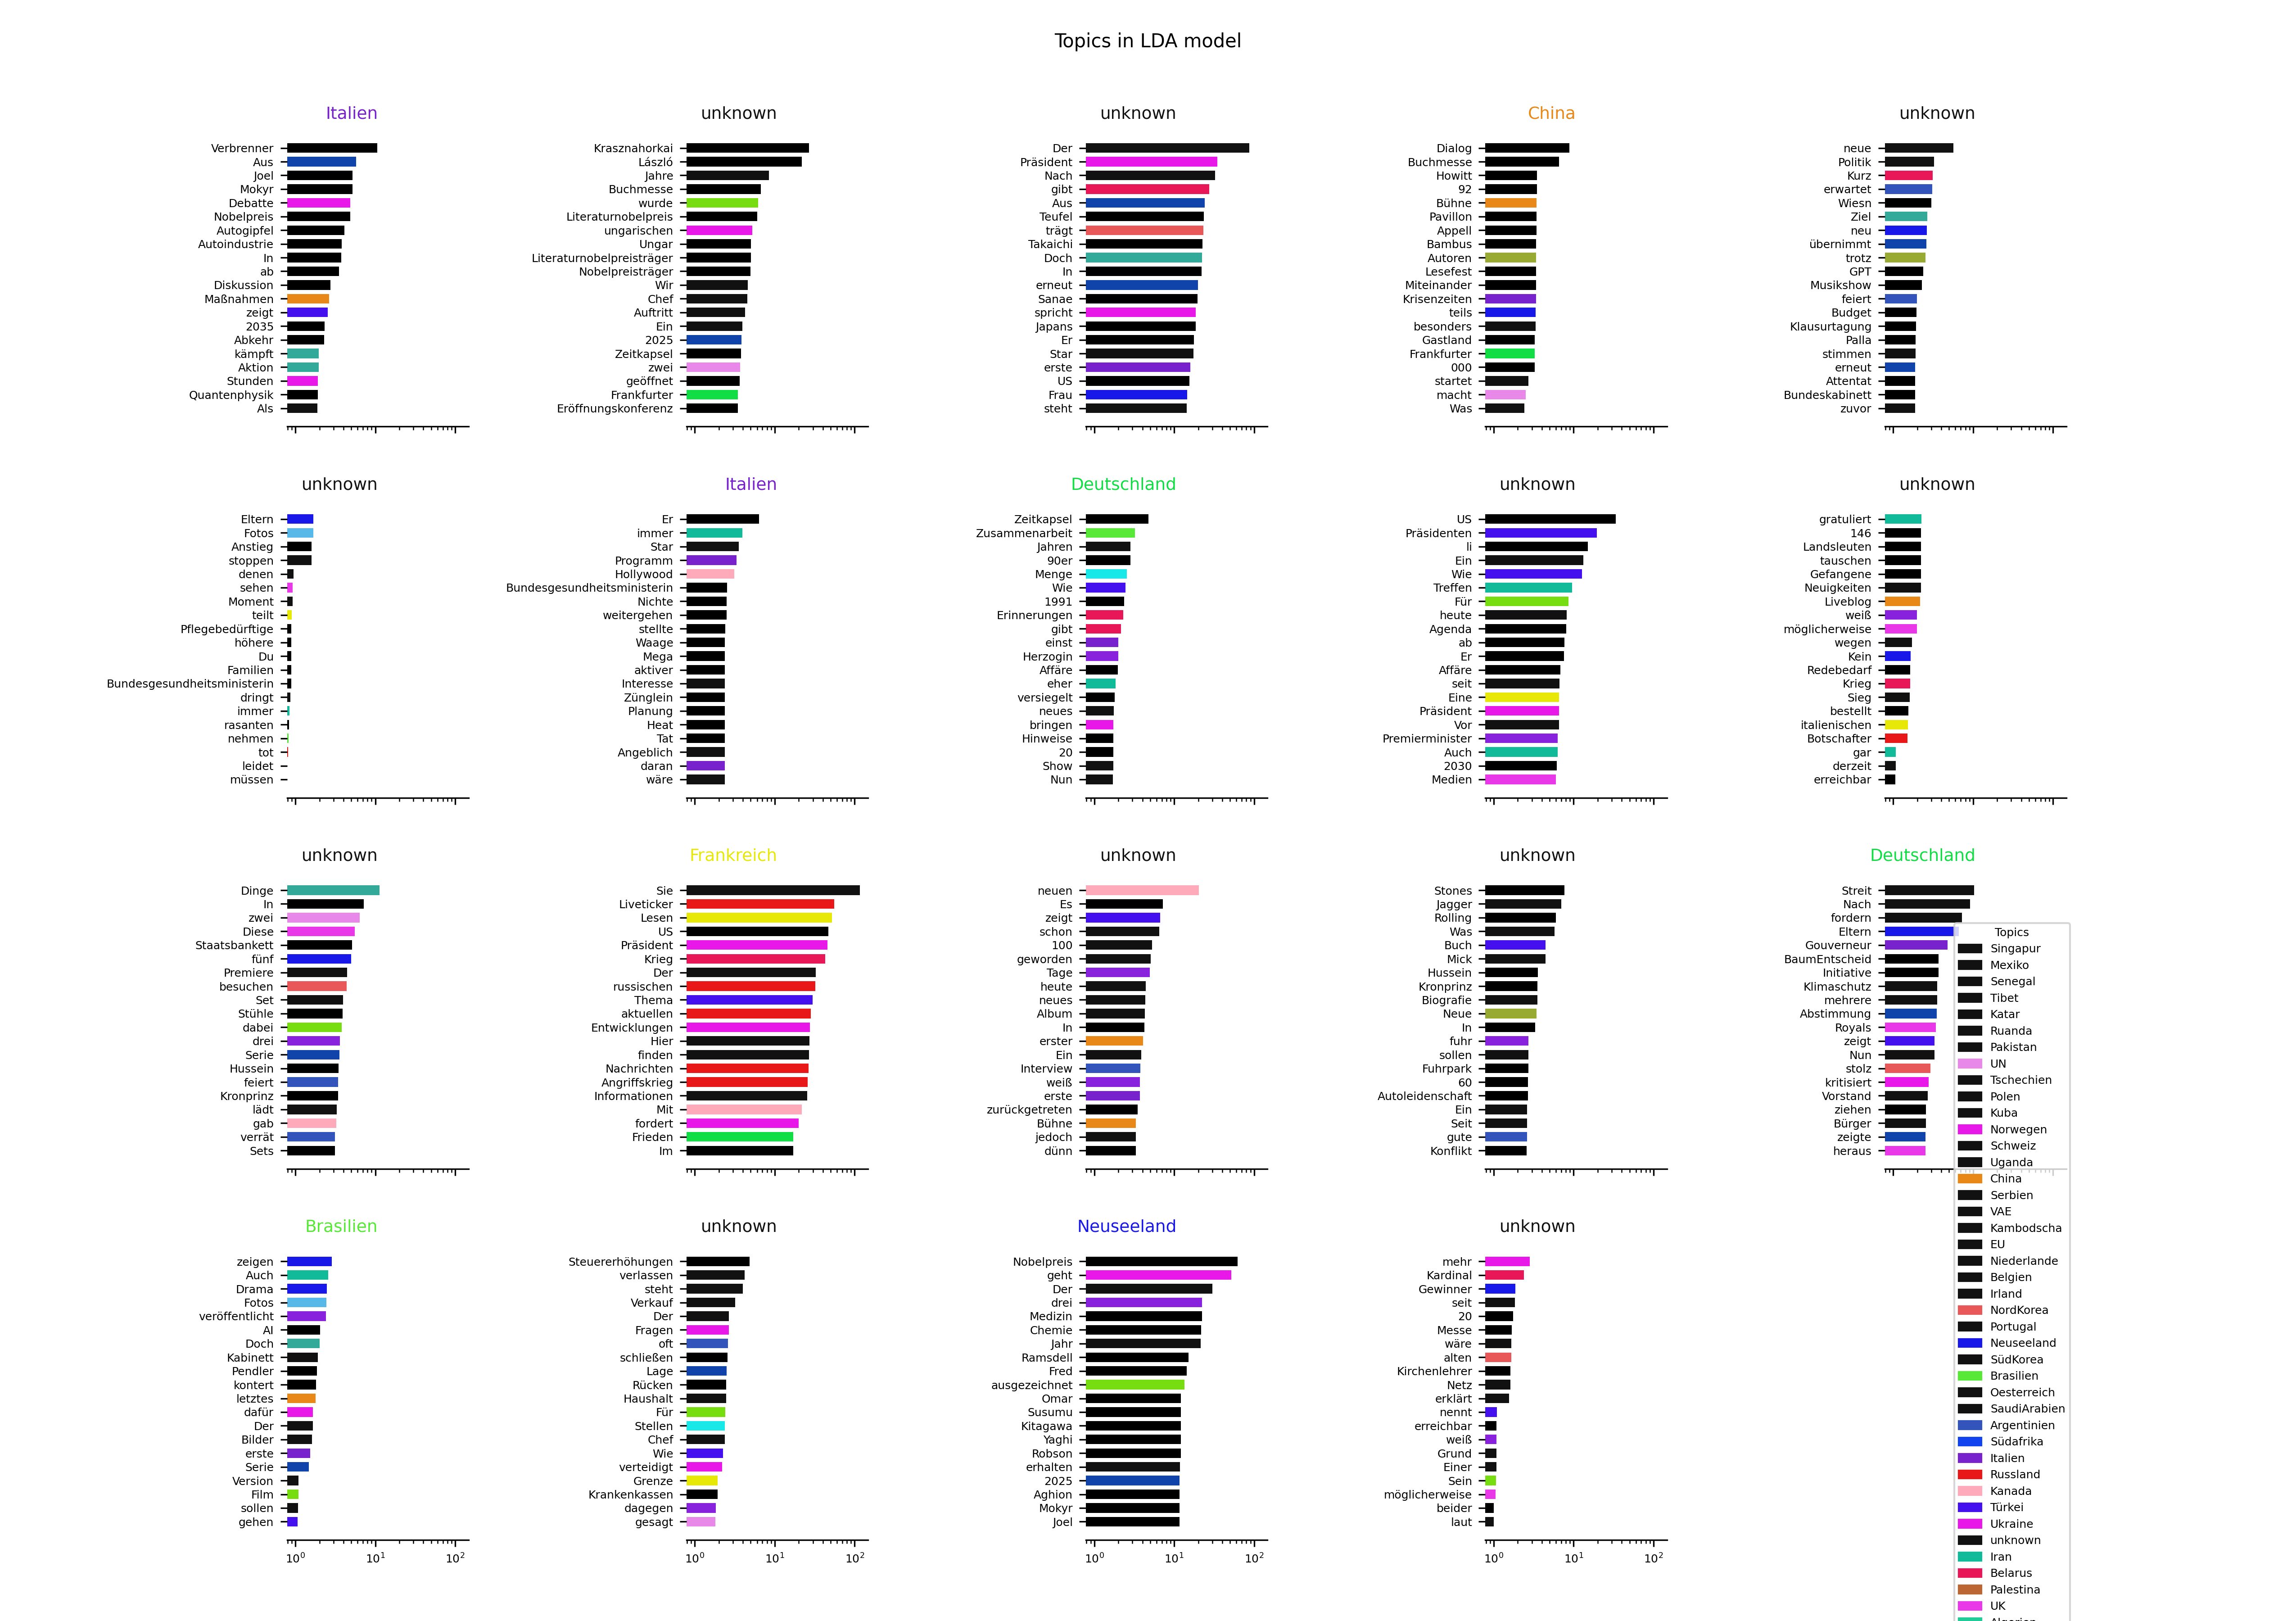 Topics in LDA model
Italien
Verbrenner
Aus
Joel
Mokyr
Debatte
Nobelpreis
Autogipfel
Autoindustrie
In
ab
Diskussion
Maßnahmen
zeigt
2035
Abkehr
kämpft
Aktion
Stunden
Quantenphysik
Als
unknown
Krasznahorkai
László
Jahre
Buchmesse
wurde
Literaturnobelpreis
ungarischen
Ungar
Literaturnobelpreisträger
Nobelpreisträger
Wir
Chef
Auftritt
Ein
2025
Zeitkapsel
zwei
geöffnet
Frankfurter
Eröffnungskonferenz
unknown
Der
Präsident
Nach
gibt
Aus
Teufel
trägt
Takaichi
Doch
In
erneut
Sanae
spricht
Japans
Er
Star
erste
US
Frau
steht
China
Dialog
Buchmesse
Howitt
92
Bühne
Pavillon
Appell
Bambus
Autoren
Lesefest
Miteinander
Krisenzeiten
teils
besonders
Gastland
Frankfurter
000
startet
macht
Was
unknown
neue
Politik
Kurz
erwartet
Wiesn
Ziel
neu
übernimmt
trotz
GPT
Musikshow
feiert
Budget
Klausurtagung
Palla
stimmen
erneut
Attentat
Bundeskabinett
zuvor
unknown
Eltern
Fotos
Anstieg
stoppen
denen
sehen
Moment
teilt
Pflegebedürftige
höhere
Du
Familien
Bundesgesundheitsministerin
dringt
immer
rasanten
nehmen
tot
leidet
müssen
Italien
Er
immer
Star
Programm
Hollywood
Bundesgesundheitsministerin
Nichte
weitergehen
stellte
Waage
Mega
aktiver
Interesse
Zünglein
Planung
Heat
Tat
Angeblich
daran
wäre
Deutschland
Zeitkapsel
Zusammenarbeit
Jahren
90er
Menge
Wie
1991
Erinnerungen
gibt
einst
Herzogin
Affäre
eher
versiegelt
neues
bringen
Hinweise
20
Show
Nun
unknown
US
Präsidenten
li
Ein
Wie
Treffen
Für
heute
Agenda
ab
Er
Affäre
seit
Eine
Präsident
Vor
Premierminister
Auch
2030
Medien
unknown
gratuliert
146
Landsleuten
tauschen
Gefangene
Neuigkeiten
Liveblog
weiß
möglicherweise
wegen
Kein
Redebedarf
Krieg
Sieg
bestellt
italienischen
Botschafter
gar
derzeit
erreichbar
unknown
Dinge
In
zwei
Diese
Staatsbankett
fünf
Premiere
besuchen
Set
Stühle
dabei
drei
Serie
Hussein
feiert
Kronprinz
lädt
gab
verrät
Sets
Frankreich
Sie
Liveticker
Lesen
US
Präsident
Krieg
Der
russischen
Thema
aktuellen
Entwicklungen
Hier
finden
Nachrichten
Angriffskrieg
Informationen
Mit
fordert
Frieden
Im
unknown
neuen
Es
zeigt
schon
100
geworden
Tage
heute
neues
Album
In
erster
Ein
Interview
weiß
erste
zurückgetreten
Bühne
jedoch
dünn
unknown
Stones
Jagger
Rolling
Was
Buch
Mick
Hussein
Kronprinz
Biografie
Neue
In
fuhr
sollen
Fuhrpark
60
Autoleidenschaft
Ein
Seit
gute
Konflikt
Deutschland
Streit
Nach
fordern
Eltern
Gouverneur
BaumEntscheid
Initiative
Klimaschutz
mehrere
Abstimmung
Royals
zeigt
Nun
stolz
kritisiert
Vorstand
ziehen
Bürger
zeigte
heraus
Brasilien
zeigen
Auch
Drama
Fotos
veröffentlicht
AI
Doch
Kabinett
Pendler
kontert
letztes
dafür
Der
Bilder
erste
Serie
Version
Film
sollen
gehen
10⁰ 10¹ 10²
unknown
Steuererhöhungen
verlassen
steht
Verkauf
Der
Fragen
oft
schließen
Lage
Rücken
Haushalt
Für
Stellen
Chef
Wie
verteidigt
Grenze
Krankenkassen
dagegen
gesagt
10⁰ 10¹ 10²
Neuseeland
Nobelpreis
geht
Der
drei
Medizin
Chemie
Jahr
Ramsdell
Fred
ausgezeichnet
Omar
Susumu
Kitagawa
Yaghi
Robson
erhalten
2025
Aghion
Mokyr
Joel
10⁰ 10¹ 10²
unknown
mehr
Kardinal
Gewinner
seit
20
Messe
wäre
alten
Kirchenlehrer
Netz
erklärt
nennt
erreichbar
weiß
Grund
Einer
Sein
möglicherweise
beider
laut
10⁰ 10¹ 10²
Topics
Singapur
Mexiko
Senegal
Tibet
Katar
Ruanda
Pakistan
UN
Tschechien
Polen
Kuba
Norwegen
Schweiz
Uganda
China
Serbien
VAE
Kambodscha
EU
Niederlande
Belgien
Irland
NordKorea
Portugal
Neuseeland
SüdKorea
Brasilien
Oesterreich
SaudiArabien
Argentinien
Südafrika
Italien
Russland
Kanada
Türkei
Ukraine
unknown
Iran
Belarus
Palestina
UK